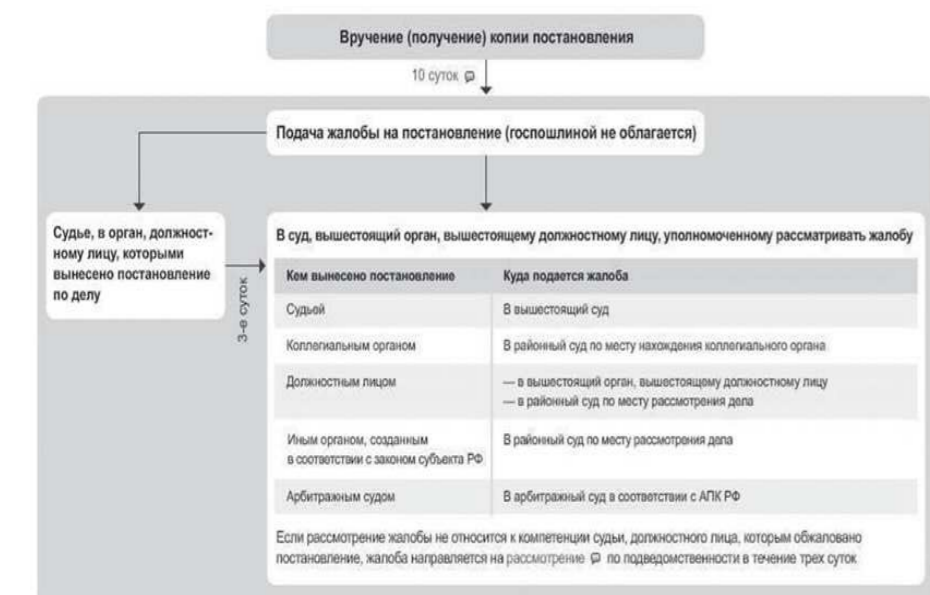 Вручение (получение) копии постановления
10 суток
Подача жалобы на постановление (госпошлиной не облагается)
Судье, в орган, должност-
ному лицу, которыми
вынесено постановление
по делу
3-е суток
В суд, вышестоящий орган, вышестоящему должностному лицу, уполномоченному рассматривать жалобу
Кем вынесено постановление
Куда подается жалоба
Судьей
В вышестоящий суд
Коллегиальным органом
В районный суд по месту нахождения коллегиального органа
Должностным лицом
— в вышестоящий орган, вышестоящему должностному лицу
— в районный суд по месту рассмотрения дела
Иным органом, созданным
в соответствии с законом субъекта РФ
В районный суд по месту рассмотрения дела
Арбитражным судом
В арбитражный суд в соответствии с АПК РФ
Если рассмотрение жалобы не относится к компетенции судьи, должностного лица, которым обжаловано
постановление, жалоба направляется на рассмотрение по подведомственности в течение трех суток